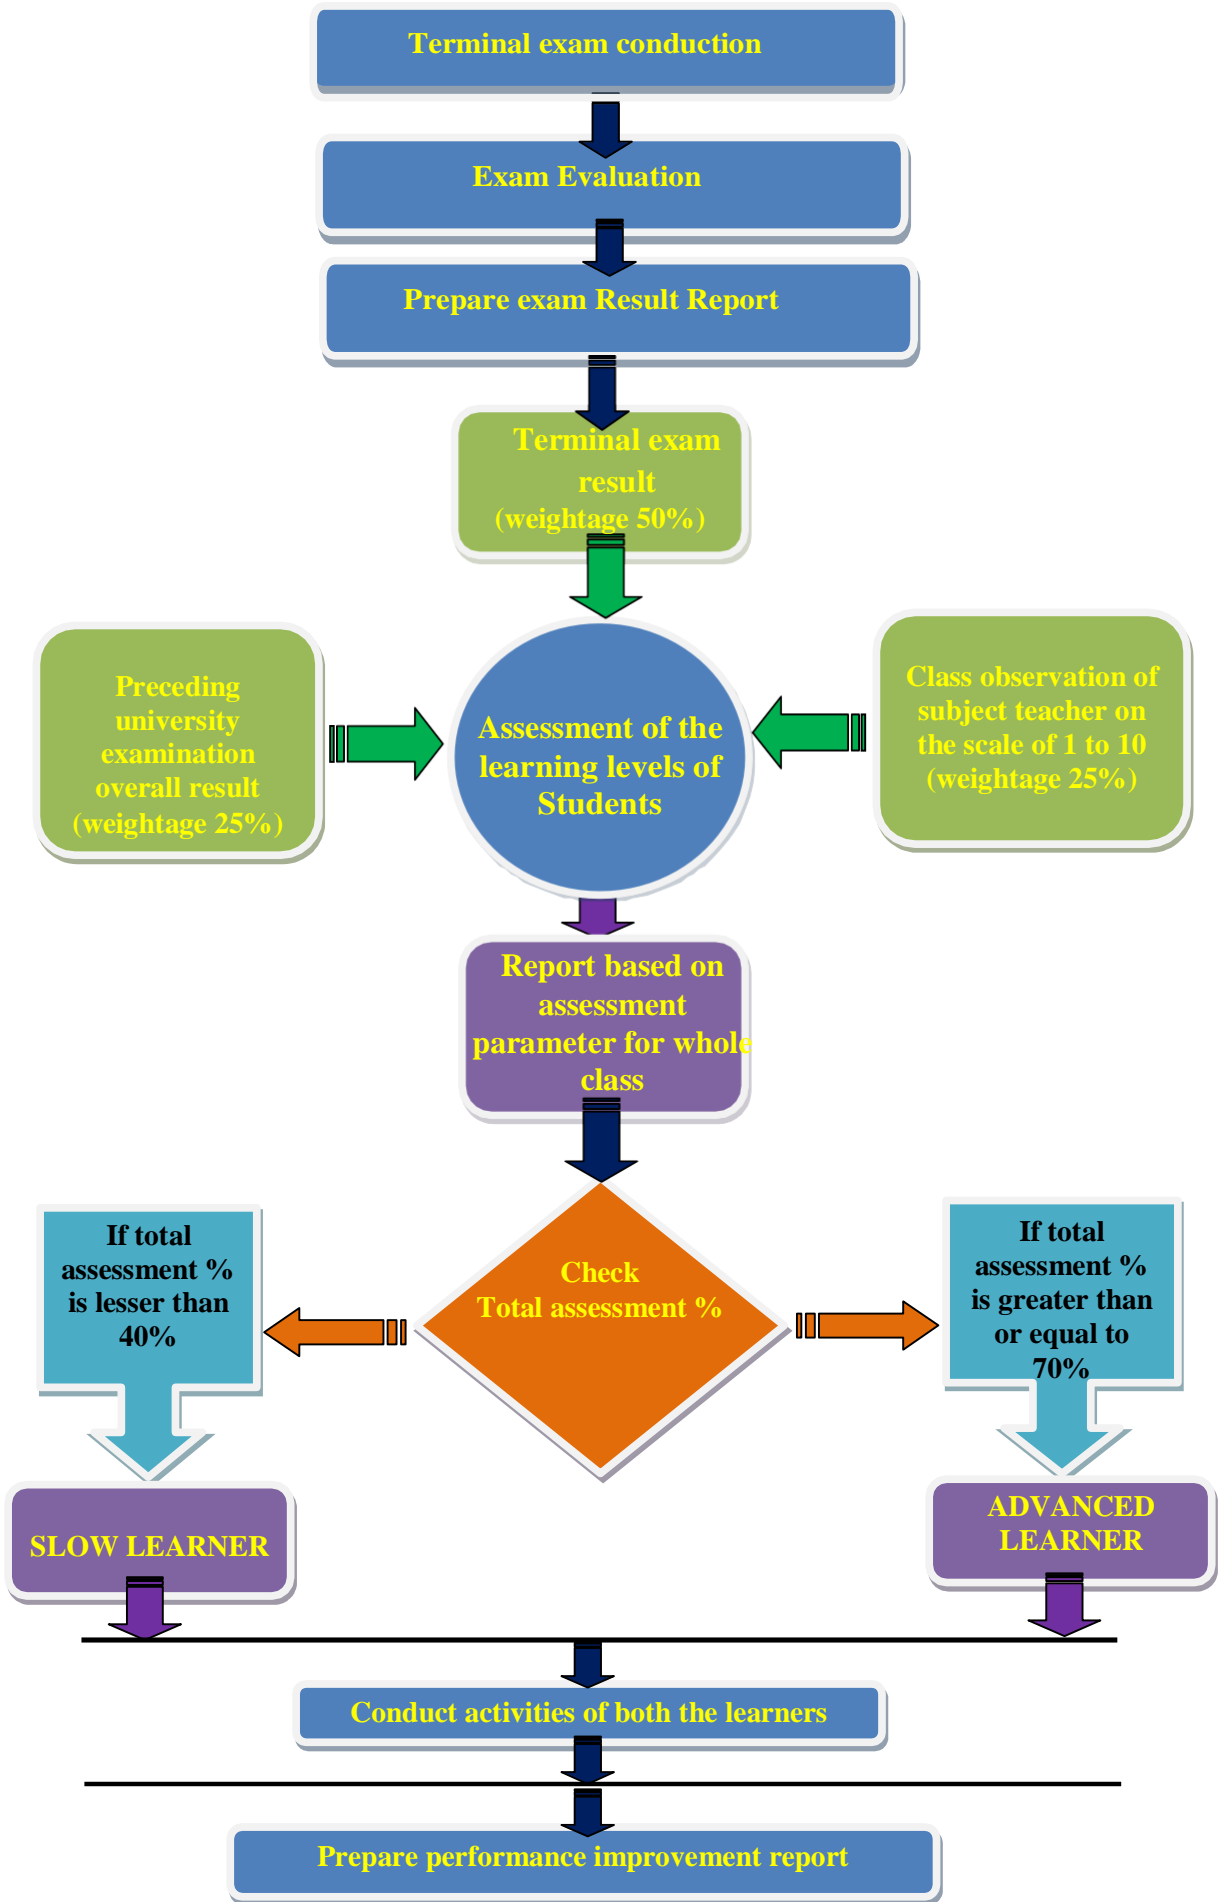 Terminal exam conduction
Exam Evaluation
Prepare exam Result Report
Terminal exam
result
(weightage 50%)
Preceding
university
examination
overall result
(weightage 25%)
Assessment of the
learning levels of
Students
Class observation of
subject teacher on
the scale of 1 to 10
(weightage 25%)
Report based on
assessment
parameter for whole
class
If total
assessment %
is lesser than
40%
Check
Total assessment %
If total
assessment %
is greater than
or equal to
70%
SLOW LEARNER
ADVANCED
LEARNER
Conduct activities of both the learners
Prepare performance improvement report